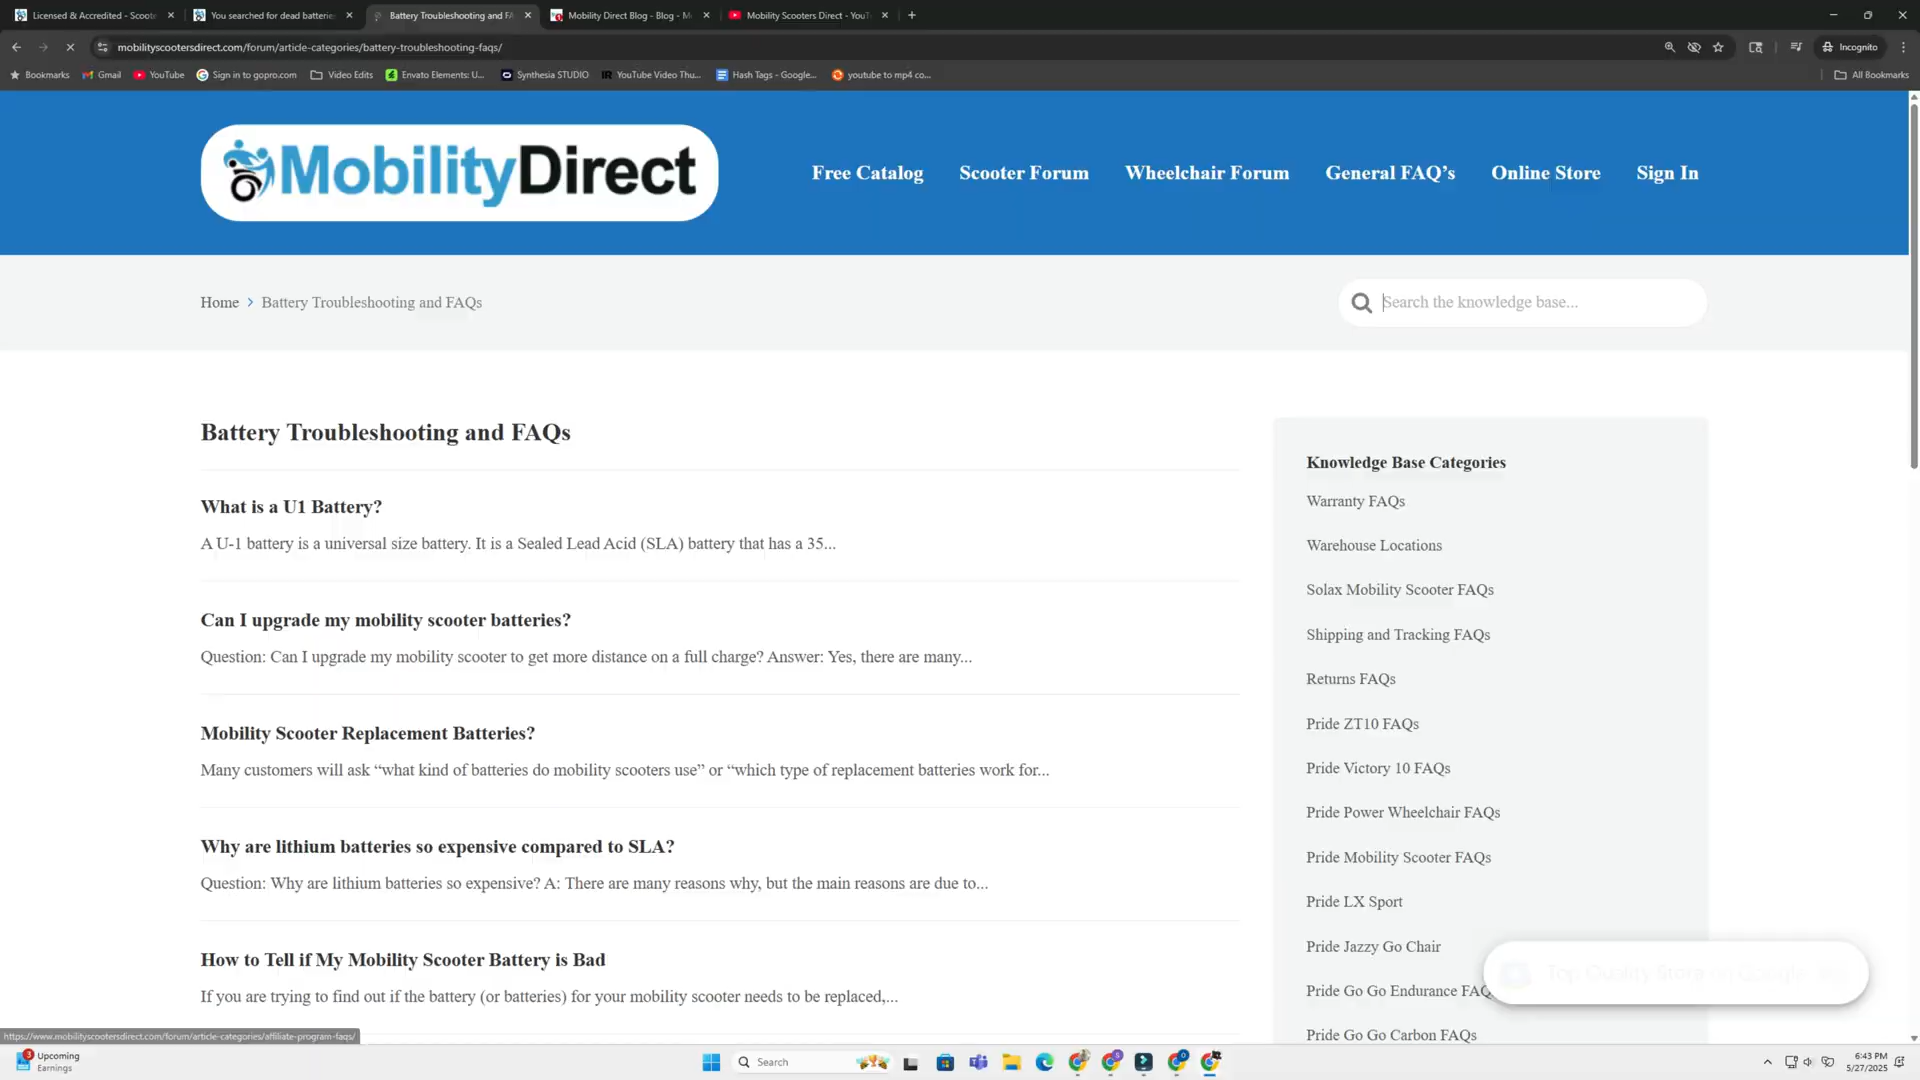 Licensed & Accredited - Scoote
You searched for dead batterie
Battery Troubleshooting and FA
Mobility Direct Blog - Blog - M
Mobility Scooters Direct - YouT
mobilityscootersdirect.com/forum/article-categories/battery-troubleshooting-faqs/
Incognito
Bookmarks
Gmail
YouTube
Sign in to gopro.com
Video Edits
Envato Elements: U...
Synthesia STUDIO
YouTube Video Thu...
Hash Tags - Google...
youtube to mp4 co...
All Bookmarks
MobilityDirect
Free Catalog
Scooter Forum
Wheelchair Forum
General FAQ’s
Online Store
Sign In
Home > Battery Troubleshooting and FAQs
Search the knowledge base...
Battery Troubleshooting and FAQs
What is a U1 Battery?
A U-1 battery is a universal size battery. It is a Sealed Lead Acid (SLA) battery that has a 35...
Can I upgrade my mobility scooter batteries?
Question: Can I upgrade my mobility scooter to get more distance on a full charge? Answer: Yes, there are many...
Mobility Scooter Replacement Batteries?
Many customers will ask “what kind of batteries do mobility scooters use” or “which type of replacement batteries work for...
Why are lithium batteries so expensive compared to SLA?
Question: Why are lithium batteries so expensive? A: There are many reasons why, but the main reasons are due to...
How to Tell if My Mobility Scooter Battery is Bad
If you are trying to find out if the battery (or batteries) for your mobility scooter needs to be replaced,...
Knowledge Base Categories
Warranty FAQs
Warehouse Locations
Solax Mobility Scooter FAQs
Shipping and Tracking FAQs
Returns FAQs
Pride ZT10 FAQs
Pride Victory 10 FAQs
Pride Power Wheelchair FAQs
Pride Mobility Scooter FAQs
Pride LX Sport
Pride Jazzy Go Chair
Pride Go Go Endurance FAQ
Pride Go Go Carbon FAQs
Top Quality Store on Google
https://www.mobilityscootersdirect.com/forum/article-categories/affiliate-program-faqs/
3
Upcoming
Earnings
Search
6:43 PM
5/27/2025